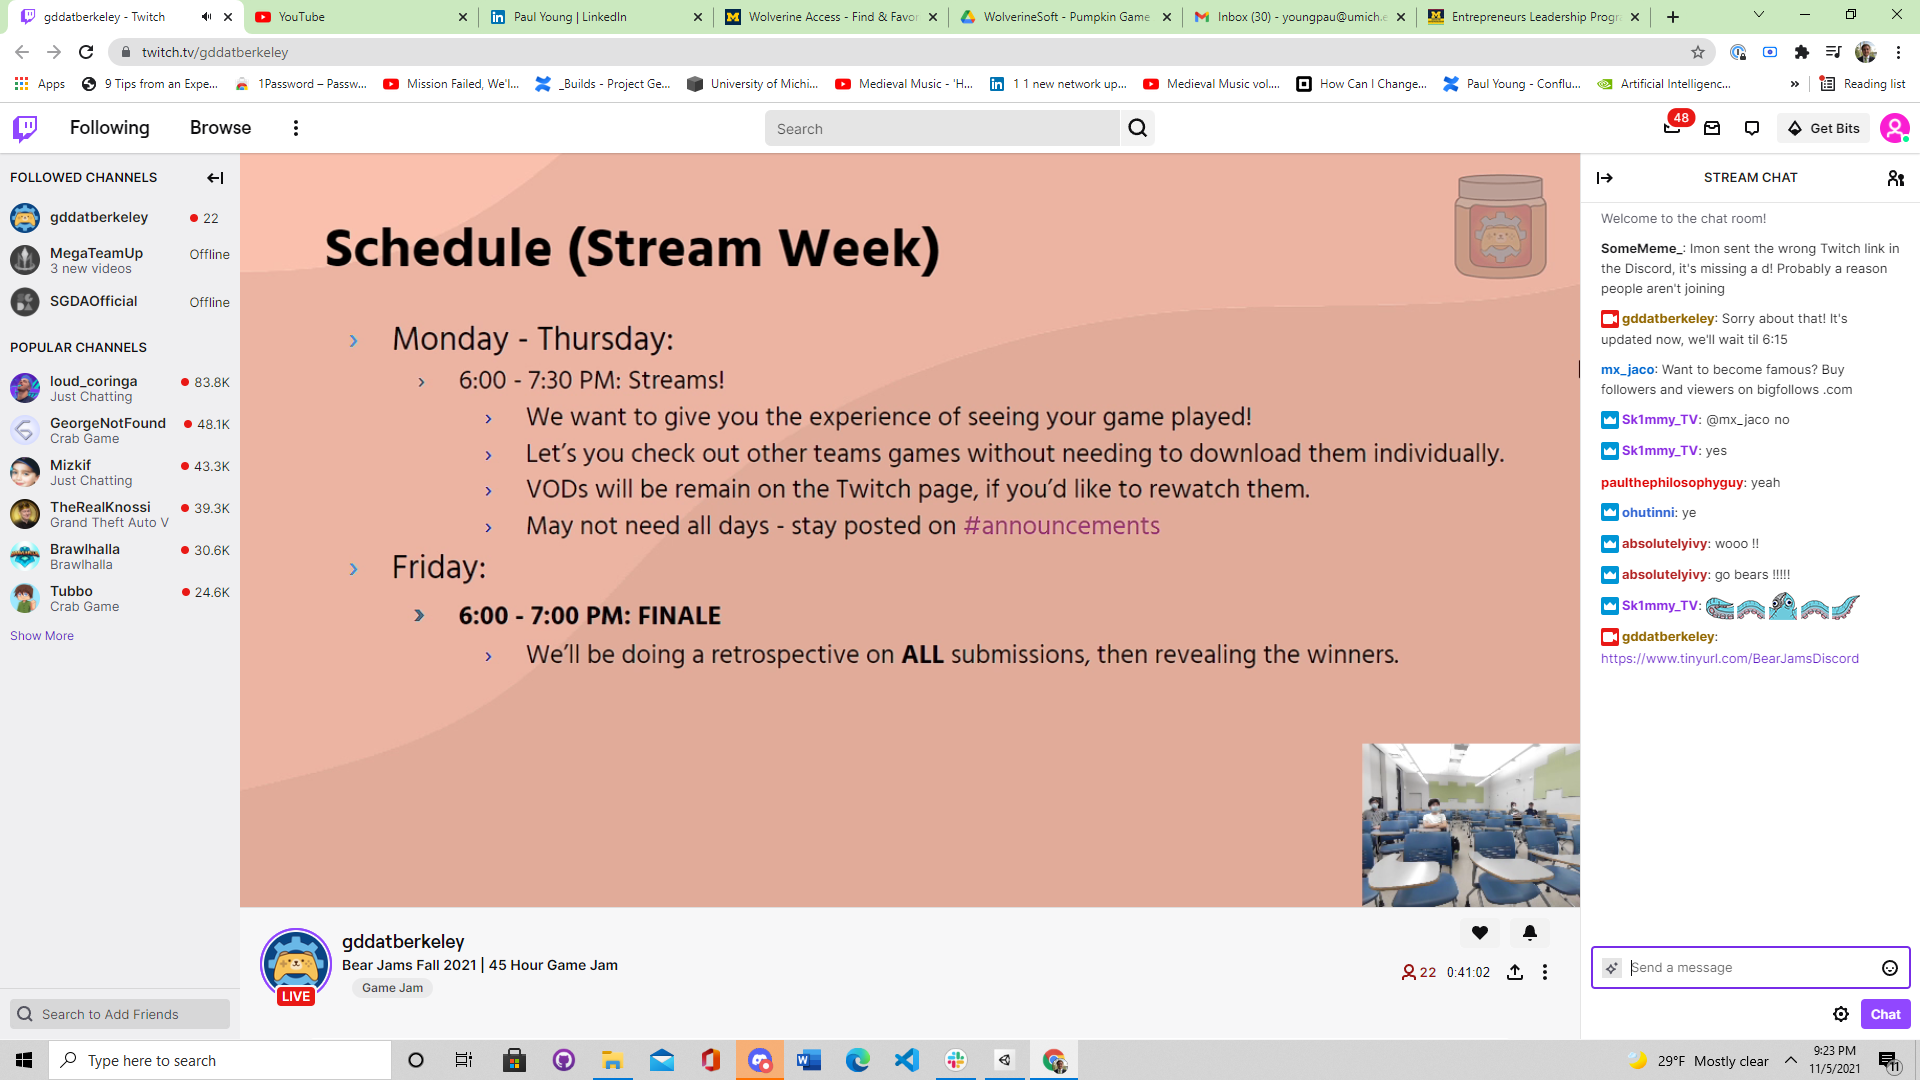 gddatberkeley - Twitch
YouTube
Paul Young | LinkedIn
Wolverine Access - Find & Favor
WolverineSoft - Pumpkin Game
Inbox (30) - youngpau@umich.e
Entrepreneurs Leadership Progra
twitch.tv/gddatberkeley
Apps
9 Tips from an Expe...
1Password – Passw...
Mission Failed, We'l...
_Builds - Project Ge...
University of Michi...
Medieval Music - 'H...
1 1 new network up...
Medieval Music vol....
How Can I Change...
Paul Young - Conflu...
Artificial Intelligenc...
»
Reading list
Following
Browse
Search
48
Get Bits
FOLLOWED CHANNELS
gddatberkeley
22
MegaTeamUp
Offline
3 new videos
SGDAOfficial
Offline
POPULAR CHANNELS
loud_coringa
83.8K
Just Chatting
GeorgeNotFound
48.1K
Crab Game
Mizkif
43.3K
Just Chatting
TheRealKnossi
39.3K
Grand Theft Auto V
Brawlhalla
30.6K
Brawlhalla
Tubbo
24.6K
Crab Game
Show More
Search to Add Friends
Schedule (Stream Week)
Monday - Thursday:
6:00 - 7:30 PM: Streams!
We want to give you the experience of seeing your game played!
Let's you check out other teams games without needing to download them individually.
VODs will be remain on the Twitch page, if you'd like to rewatch them.
May not need all days - stay posted on #announcements
Friday:
6:00 - 7:00 PM: FINALE
We'll be doing a retrospective on ALL submissions, then revealing the winners.
LIVE
gddatberkeley
Bear Jams Fall 2021 | 45 Hour Game Jam
Game Jam
22
0:41:02
STREAM CHAT
Welcome to the chat room!
SomeMeme_: Imon sent the wrong Twitch link in
the Discord, it's missing a d! Probably a reason
people aren't joining
gddatberkeley: Sorry about that! It's
updated now, we'll wait til 6:15
mx_jaco: Want to become famous? Buy
followers and viewers on bigfollows .com
Sk1mmy_TV: @mx_jaco no
Sk1mmy_TV: yes
paulthephilosophyguy: yeah
ohutinni: ye
absolutelyivy: wooo !!
absolutelyivy: go bears !!!!!
Sk1mmy_TV:
gddatberkeley:
https://www.tinyurl.com/BearJamsDiscord
Send a message
Chat
Type here to search
29°F Mostly clear
9:23 PM
11/5/2021
11